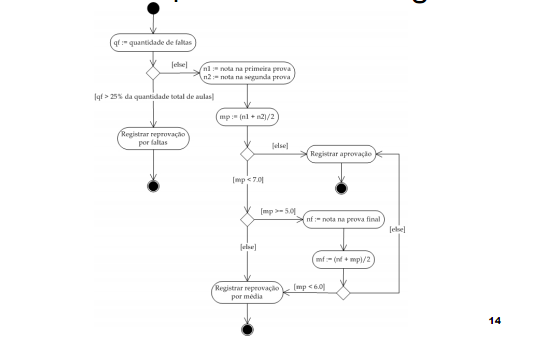 qf := quantidade de faltas
[else]
n1 := nota na primeira prova
n2 := nota na segunda prova
[qf > 25% da quantidade total de aulas]
mp := (n1 + n2)/2
Registrar reprovação
por faltas
[else]
Registrar aprovação
[mp < 7.0]
[mp >= 5.0]
nf := nota na prova final
[else]
[else]
mf := (nf + mp)/2
Registrar reprovação
por média
[mp < 6.0]
14